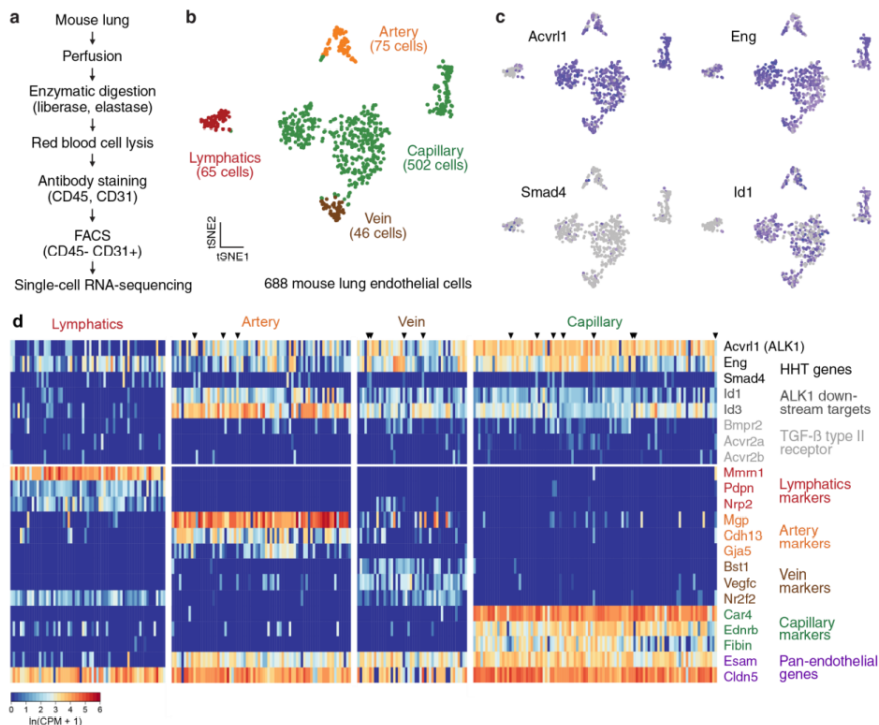 a
Mouse lung
Perfusion
Enzymatic digestion
(liberase, elastase)
Red blood cell lysis
Antibody staining
(CD45, CD31)
FACS
(CD45- CD31+)
Single-cell RNA-sequencing
b
Artery
(75 cells)
Lymphatics
(65 cells)
Capillary
(502 cells)
Vein
(46 cells)
tSNE2
tSNE1
688 mouse lung endothelial cells
c
Acvrl1
Eng
Smad4
Id1
d
Lymphatics
Artery
Vein
Capillary
Acvrl1 (ALK1)
Eng
Smad4
HHT genes
Id1
Id3
ALK1 down-
stream targets
Bmpr2
Acvr2a
Acvr2b
TGF-ß type II
receptor
Mmrn1
Pdpn
Nrp2
Lymphatics
markers
Mgp
Cdh13
Gja5
Artery
markers
Bst1
Vegfc
Nr2f2
Vein
markers
Car4
Ednrb
Fibin
Capillary
markers
Esam
Cldn5
Pan-endothelial
genes
0 1 2 3 4 5 6
ln(CPM + 1)